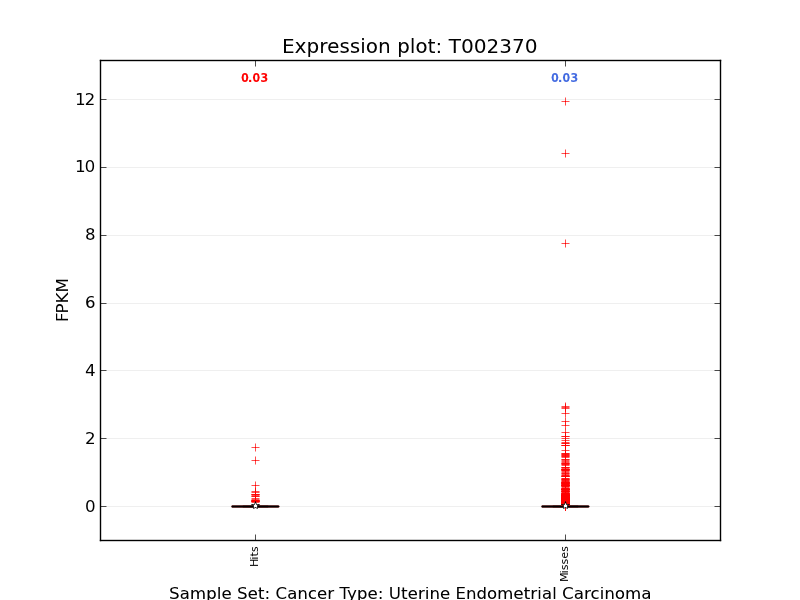 Expression plot: T002370
0.03 0.03
12
10
8
6
4
2
0
FPKM
Hits Misses
Sample Set: Cancer Type: Uterine Endometrial Carcinoma